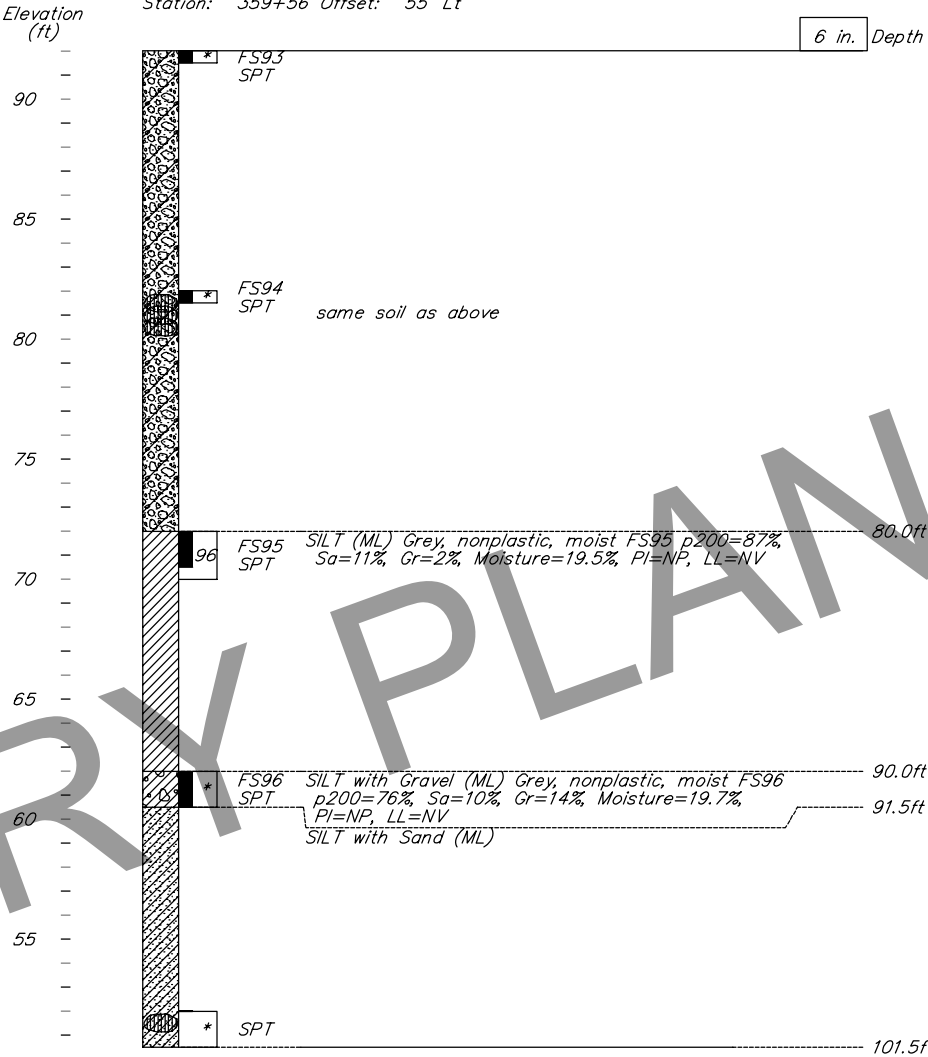 Station: 359+56 Offset: 55' Lt
Elevation
(ft)
6 in. Depth
* FS93
SPT
90
85
* FS94
SPT
same soil as above
80
75
80.0ft
96 FS95
SPT
SILT (ML) Grey, nonplastic, moist FS95 p200=87%,
Sa=11%, Gr=2%, Moisture=19.5%, PI=NP, LL=NV
70
65
90.0ft
* FS96
SPT
SILT with Gravel (ML) Grey, nonplastic, moist FS96
p200=76%, Sa=10%, Gr=14%, Moisture=19.7%,
PI=NP, LL=NV
91.5ft
60
SILT with Sand (ML)
55
* SPT
101.5f
RY PLAN